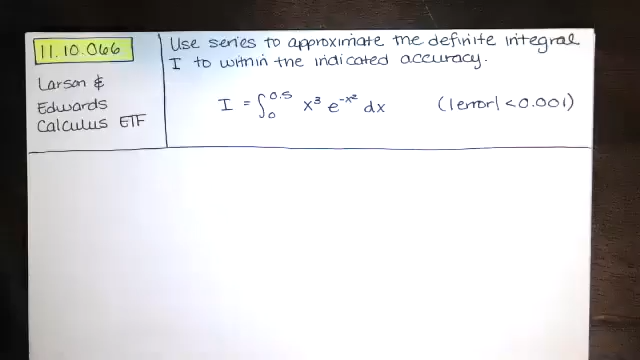 11.10.066
Larson &
Edwards
Calculus ETF
Use series to approximate the definite integral
I to within the indicated accuracy.
I = ∫₀^0.5 x³ e^-x² dx (|error| < 0.001)